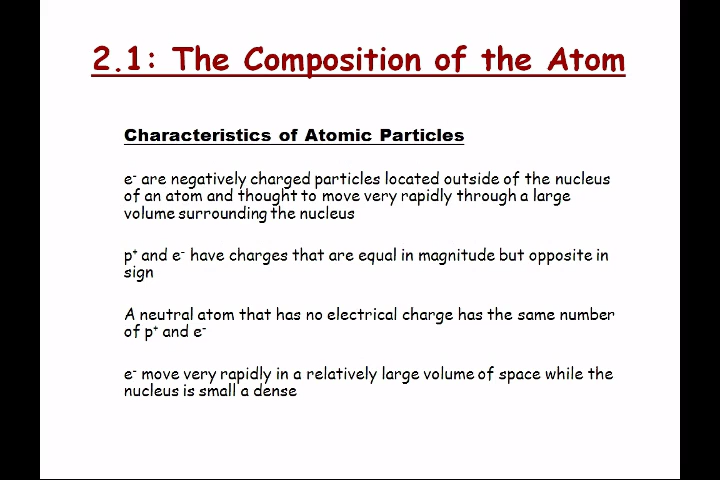 2.1: The Composition of the Atom
Characteristics of Atomic Particles
e⁻ are negatively charged particles located outside of the nucleus
of an atom and thought to move very rapidly through a large
volume surrounding the nucleus
p⁺ and e⁻ have charges that are equal in magnitude but opposite in
sign
A neutral atom that has no electrical charge has the same number
of p⁺ and e⁻
e⁻ move very rapidly in a relatively large volume of space while the
nucleus is small a dense